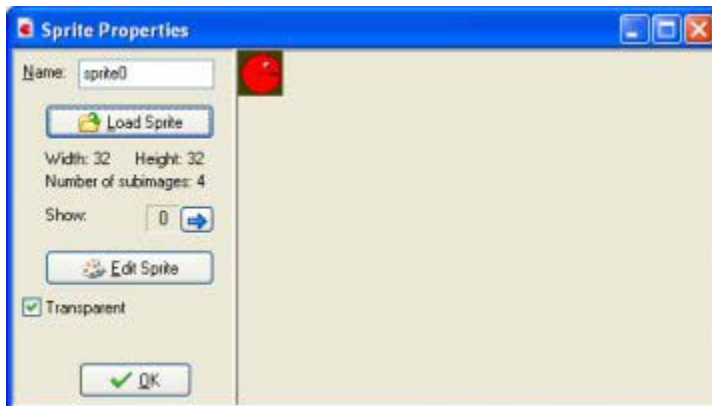 Sprite Properties
Name: sprite0
Load Sprite
Width: 32 Height: 32
Number of subimages: 4
Show: 0
Edit Sprite
Transparent
OK